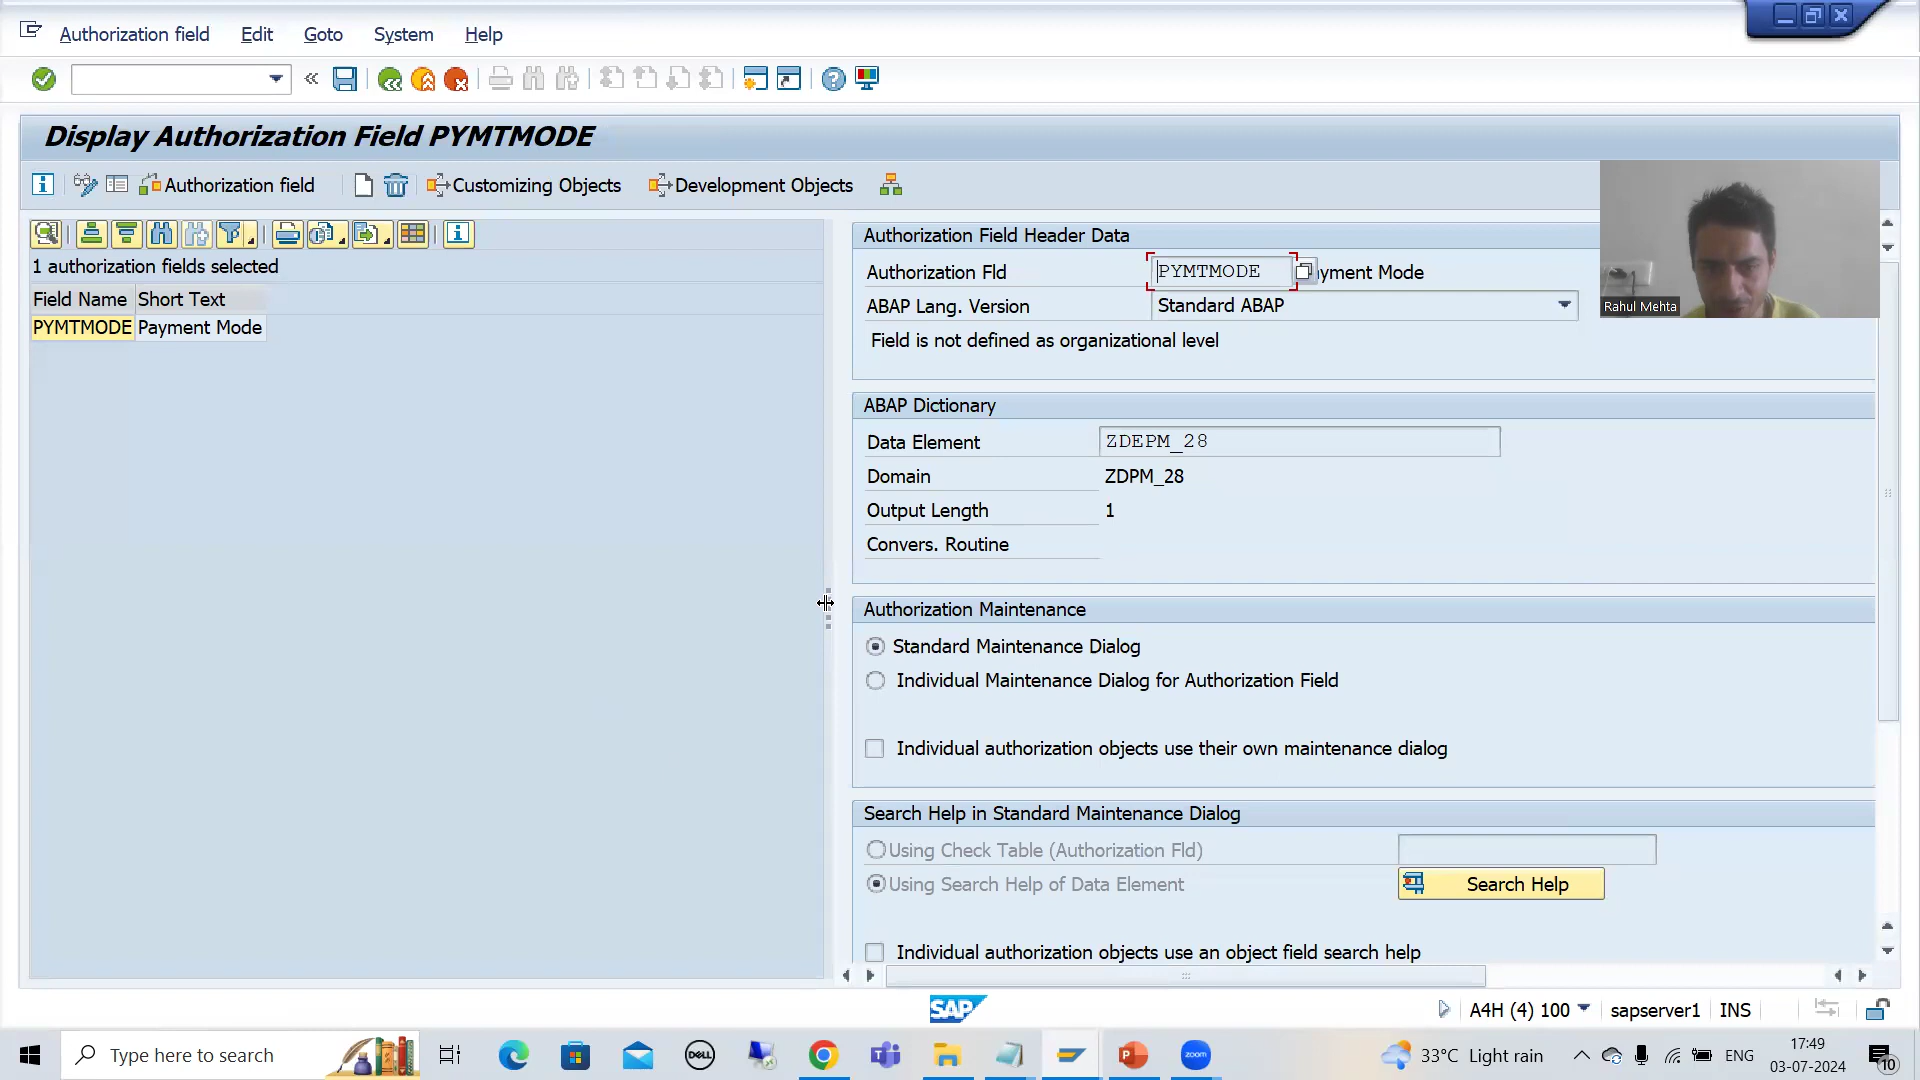 Authorization field Edit Goto System Help
Display Authorization Field PYMTMODE
Authorization field Customizing Objects Development Objects
1 authorization fields selected
Field Name Short Text
PYMTMODE Payment Mode
Authorization Field Header Data
Authorization Fld PYMTMODE yment Mode
ABAP Lang. Version Standard ABAP
Field is not defined as organizational level
Rahul Mehta
ABAP Dictionary
Data Element ZDEPM_28
Domain ZDPM_28
Output Length 1
Convers. Routine
Authorization Maintenance
Standard Maintenance Dialog
Individual Maintenance Dialog for Authorization Field
Individual authorization objects use their own maintenance dialog
Search Help in Standard Maintenance Dialog
Using Check Table (Authorization Fld)
Using Search Help of Data Element Search Help
Individual authorization objects use an object field search help
SAP A4H (4) 100 sapserver1 INS
Type here to search DELL zoom 33°C Light rain ENG 17:49
03-07-2024 10